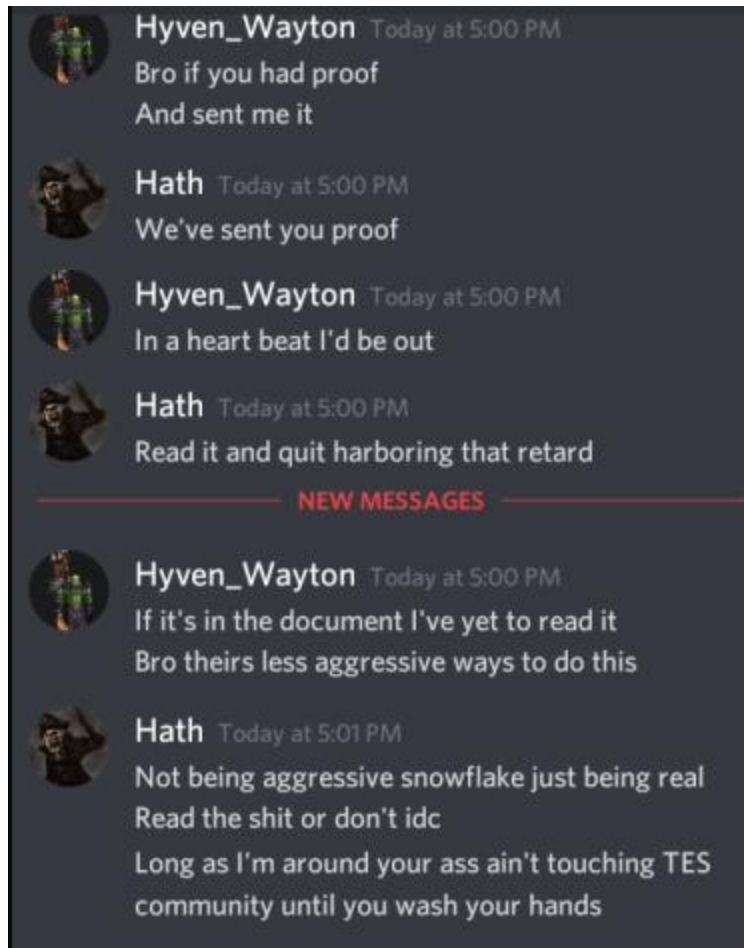 Hyven_Wayton Today at 5:00 PM
Bro if you had proof
And sent me it
Hath Today at 5:00 PM
We've sent you proof
Hyven_Wayton Today at 5:00 PM
In a heart beat I'd be out
Hath Today at 5:00 PM
Read it and quit harboring that retard
NEW MESSAGES
Hyven_Wayton Today at 5:00 PM
If it's in the document I've yet to read it
Bro theirs less aggressive ways to do this
Hath Today at 5:01 PM
Not being aggressive snowflake just being real
Read the shit or don't idc
Long as I'm around your ass ain't touching TES
community until you wash your hands